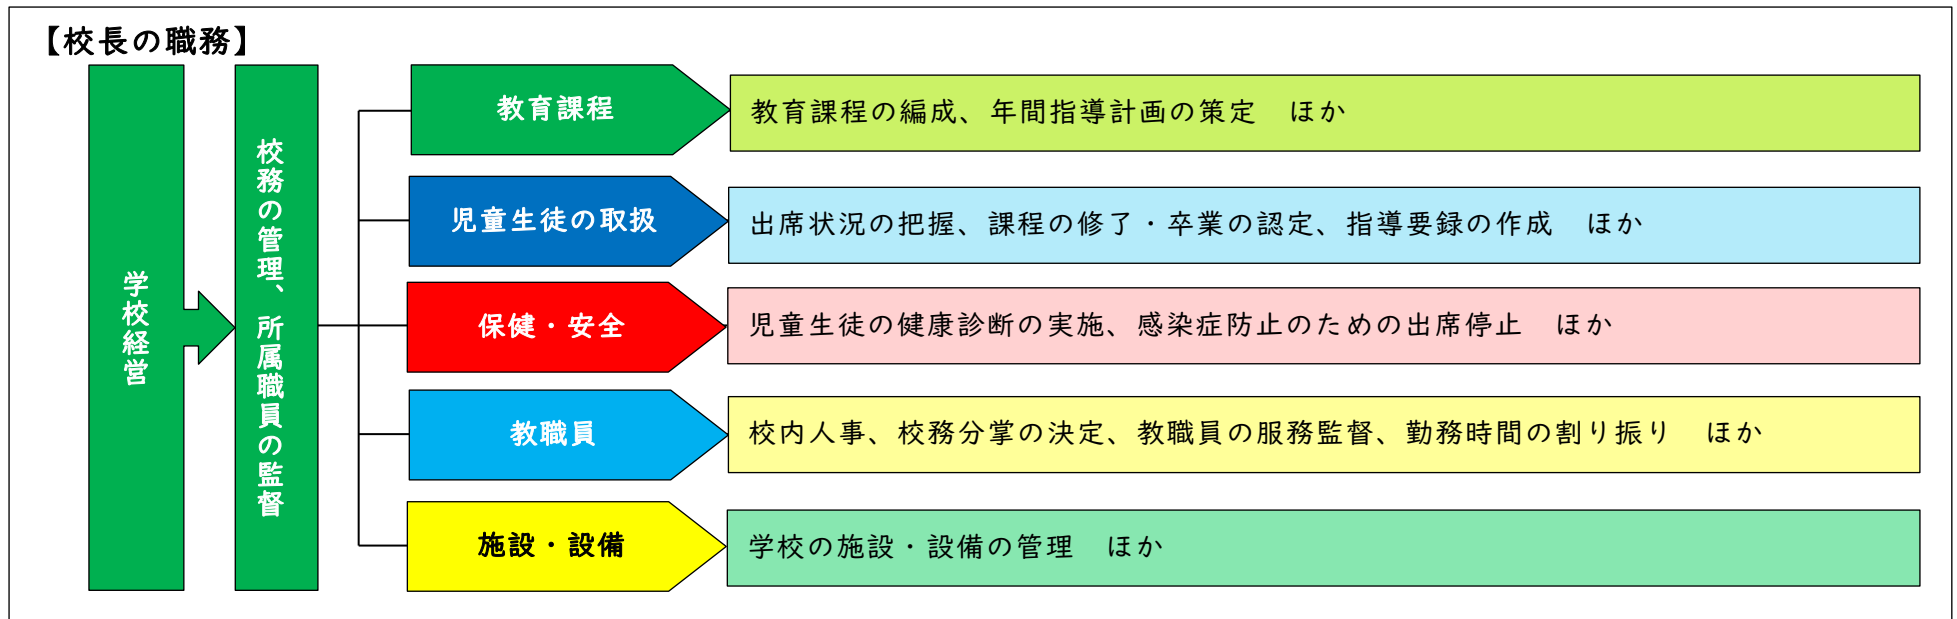 【校長の職務】
学校経営
校務の管理、所属職員の監督
教育課程
教育課程の編成、年間指導計画の策定　ほか
児童生徒の取扱
出席状況の把握、課程の修了・卒業の認定、指導要録の作成　ほか
保健・安全
児童生徒の健康診断の実施、感染症防止のための出席停止　ほか
教職員
校内人事、校務分掌の決定、教職員の服務監督、勤務時間の割り振り　ほか
施設・設備
学校の施設・設備の管理　ほか